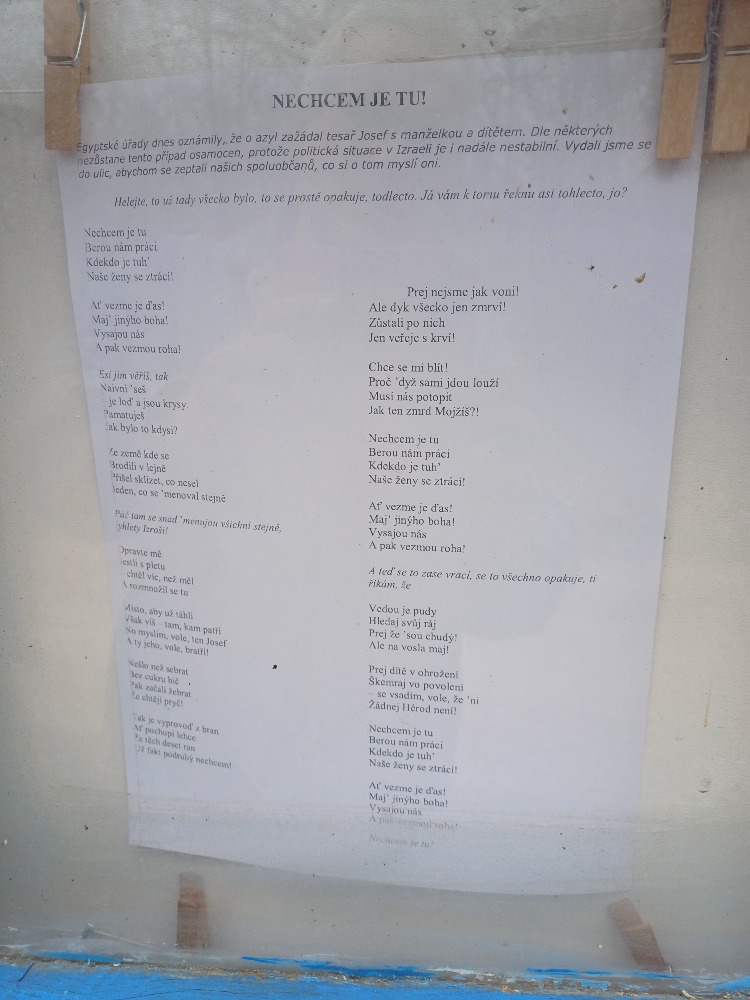 NECHCEM JE TU!
Egyptské úřady dnes oznámily, že o azyl zažádal tesař Josef s manželkou a dítětem. Dle některých
nezůstane tento případ osamocen, protože politická situace v Izraeli je i nadále nestabilní. Vydali jsme se
do ulic, abychom se zeptali našich spoluobčanů, co si o tom myslí oni.
Helejte, to už tady všecko bylo, to se prostě opakuje, todlecto. Já vám k tomu řeknu asi tohlecto, jo?
Nechcem je tu
Berou nám práci
Kdekdo je tuh’
Naše ženy se ztrácí!
Ať vezme je ďas!
Maj’ jinýho boha!
Vysajou nás
A pak vezmou roha!
Esi jim věříš, tak
Naivní ’seš
– je loď a jsou krysy.
Pamatuješ
Jak bylo to kdysi?
Ze země kde se
Brodili v lejně
Přišel sklízet, co nesel
Jeden, co se ’menoval stejně
Páč tam se snad ’menujou všichni stejně,
tyhlety Izroši!
Opravte mě
jestli s pletu
chtěl víc, než měl
A rozmnožil se tu
Místo, aby už táhli
Však víš – tam, kam patří
No myslím, vole, ten Josef
A ty jeho, vole, bratři!
Nešlo než sebrat
Bez cukru bič
Pak začali žebrat
Že chtějí pryč!
Tak je vyprovoď z bran
Ať pochopí lehce
Že těch deset ran
Už fakt podruhý nechcem!
Prej nejsme jak voni!
Ale dyk všecko jen zmrví!
Zůstali po nich
Jen veřeje s krví!
Chce se mi blít!
Proč ’dyž sami jdou louží
Musí nás potopit
Jak ten zmrd Mojžíš?!
Nechcem je tu
Berou nám práci
Kdekdo je tuh’
Naše ženy se ztrácí!
Ať vezme je ďas!
Maj’ jinýho boha!
Vysajou nás
A pak vezmou roha!
A teď se to zase vrací, se to všechno opakuje, ti
říkám, že
Vedou je pudy
Hledaj svůj ráj
Prej že ’sou chudý!
Ale na vosla maj!
Prej dítě v ohrožení
Škemraj vo povolení
– se vsadím, vole, že ’ni
Žádnej Héród není!
Nechcem je tu
Berou nám práci
Kdekdo je tuh’
Naše ženy se ztrácí!
Ať vezme je ďas!
Maj’ jinýho boha!
Vysajou nás
A pak vezmou roha!
Nechcem je tu!